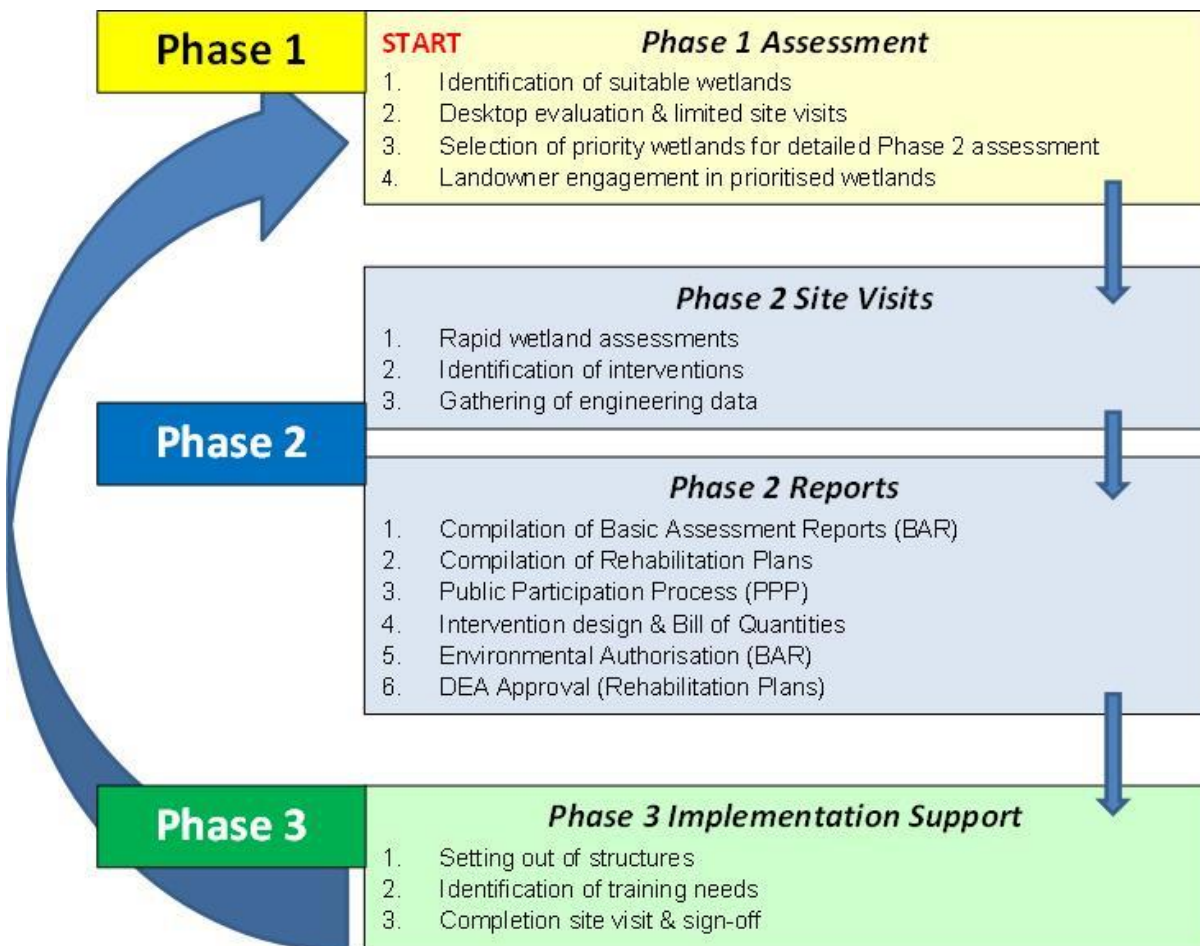 Phase 1
START Phase 1 Assessment
1. Identification of suitable wetlands
2. Desktop evaluation & limited site visits
3. Selection of priority wetlands for detailed Phase 2 assessment
4. Landowner engagement in prioritised wetlands
Phase 2
Phase 2 Site Visits
1. Rapid wetland assessments
2. Identification of interventions
3. Gathering of engineering data
Phase 2 Reports
1. Compilation of Basic Assessment Reports (BAR)
2. Compilation of Rehabilitation Plans
3. Public Participation Process (PPP)
4. Intervention design & Bill of Quantities
5. Environmental Authorisation (BAR)
6. DEA Approval (Rehabilitation Plans)
Phase 3
Phase 3 Implementation Support
1. Setting out of structures
2. Identification of training needs
3. Completion site visit & sign-off